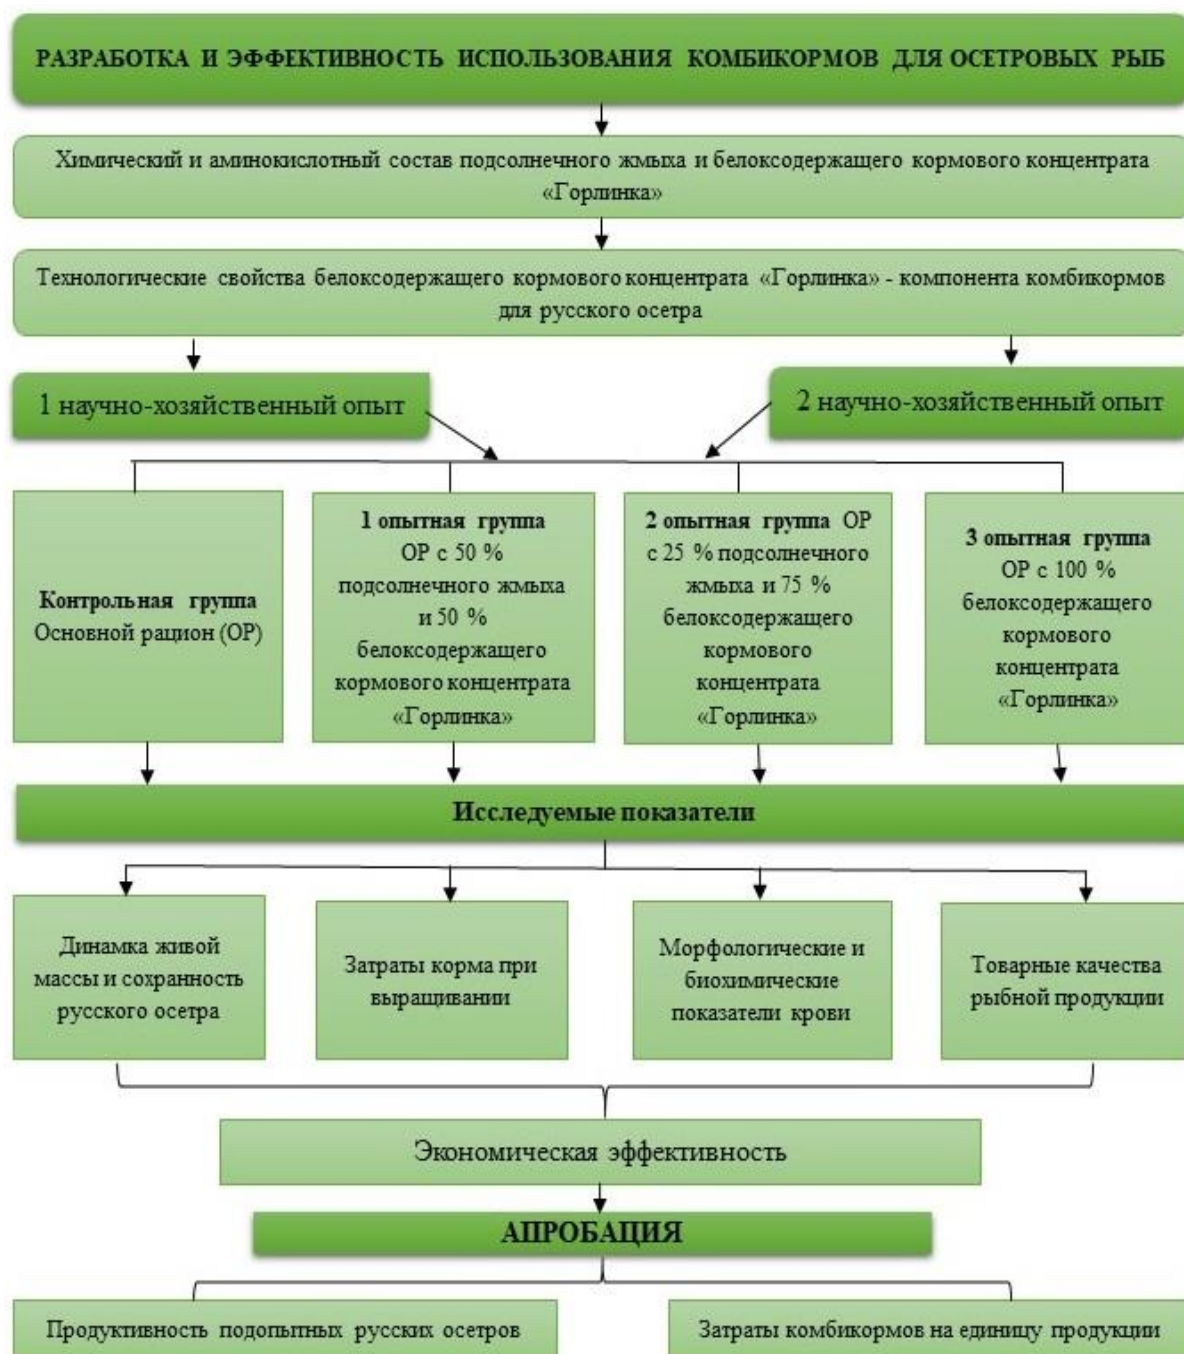 РАЗРАБОТКА И ЭФФЕКТИВНОСТЬ ИСПОЛЬЗОВАНИЯ КОМБИКОРМОВ ДЛЯ ОСЕТРОВЫХ РЫБ
Химический и аминокислотный состав подсолнечного жмыха и белоксодержащего кормового концентрата
«Горлинка»
Технологические свойства белоксодержащего кормового концентрата «Горлинка» - компонента комбикормов
для русского осетра
1 научно-хозяйственный опыт
2 научно-хозяйственный опыт
Контрольная группа
Основной рацион (ОР)
1 опытная группа
ОР с 50 %
подсолнечного жмыха
и 50 %
белоксодержащего
кормового концентрата
«Горлинка»
2 опытная группа ОР
с 25 % подсолнечного
жмыха и 75 %
белоксодержащего
кормового
концентрата
«Горлинка»
3 опытная группа
ОР с 100 %
белоксодержащего
кормового
концентрата
«Горлинка»
Исследуемые показатели
Динамка живой
массы и сохранность
русского осетра
Затраты корма при
выращивании
Морфологические и
биохимические
показатели крови
Товарные качества
рыбной продукции
Экономическая эффективность
АПРОБАЦИЯ
Продуктивность подопытных русских осетров
Затраты комбикормов на единицу продукции